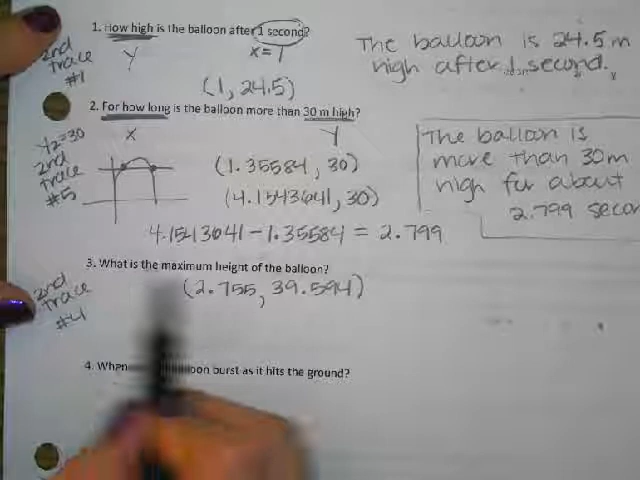 1. How high is the balloon after 1 second?
2nd
trace
#1
Y
x = 1
(1, 24.5)
The balloon is 24.5 m
high after 1 second.
2. For how long is the balloon more than 30 m high?
Y2=30
2nd
trace
#5
X
Y
(1.35584, 30)
(4.1543641, 30)
4.1543641 - 1.35584 = 2.799
The balloon is
more than 30m
high for about
2.799 secon
3. What is the maximum height of the balloon?
2nd
trace
#4
(2.755, 39.594)
4. When oon burst as it hits the ground?